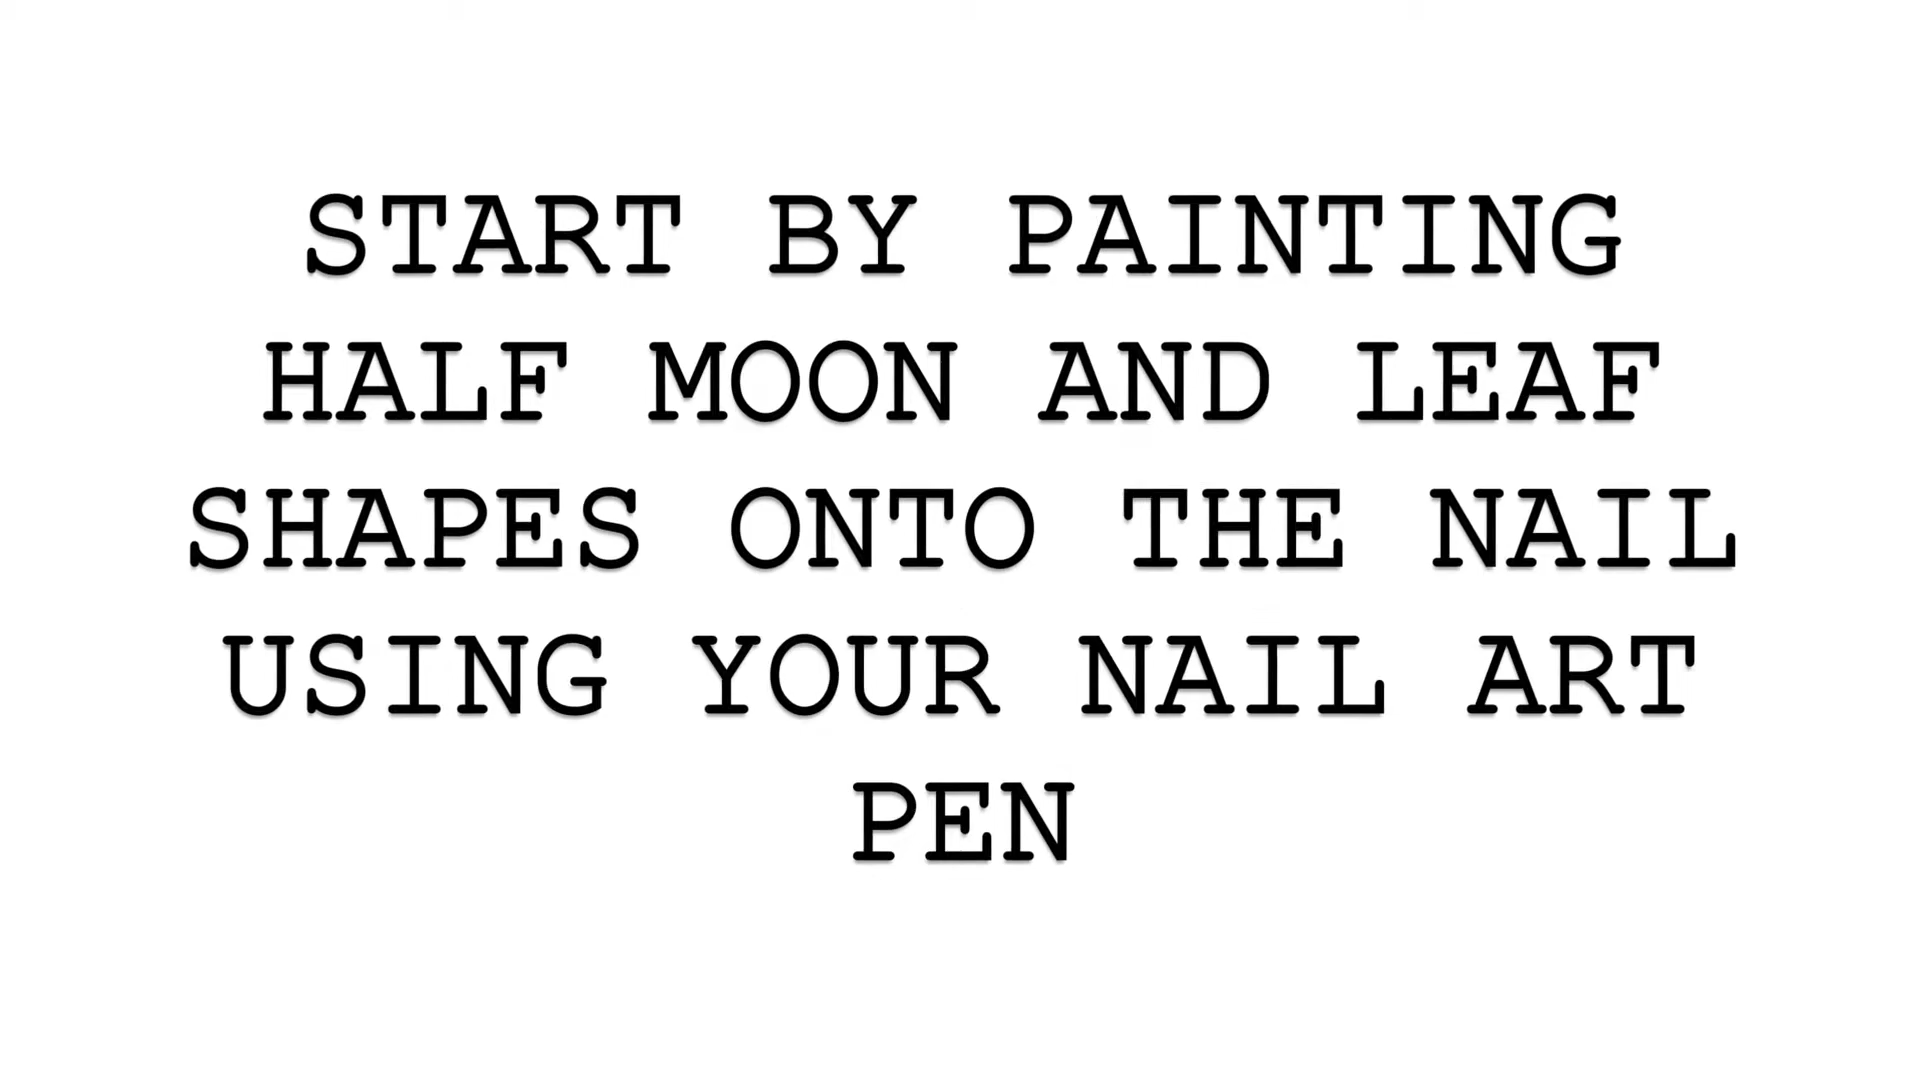 START BY PAINTING
HALF MOON AND LEAF
SHAPES ONTO THE NAIL
USING YOUR NAIL ART
PEN